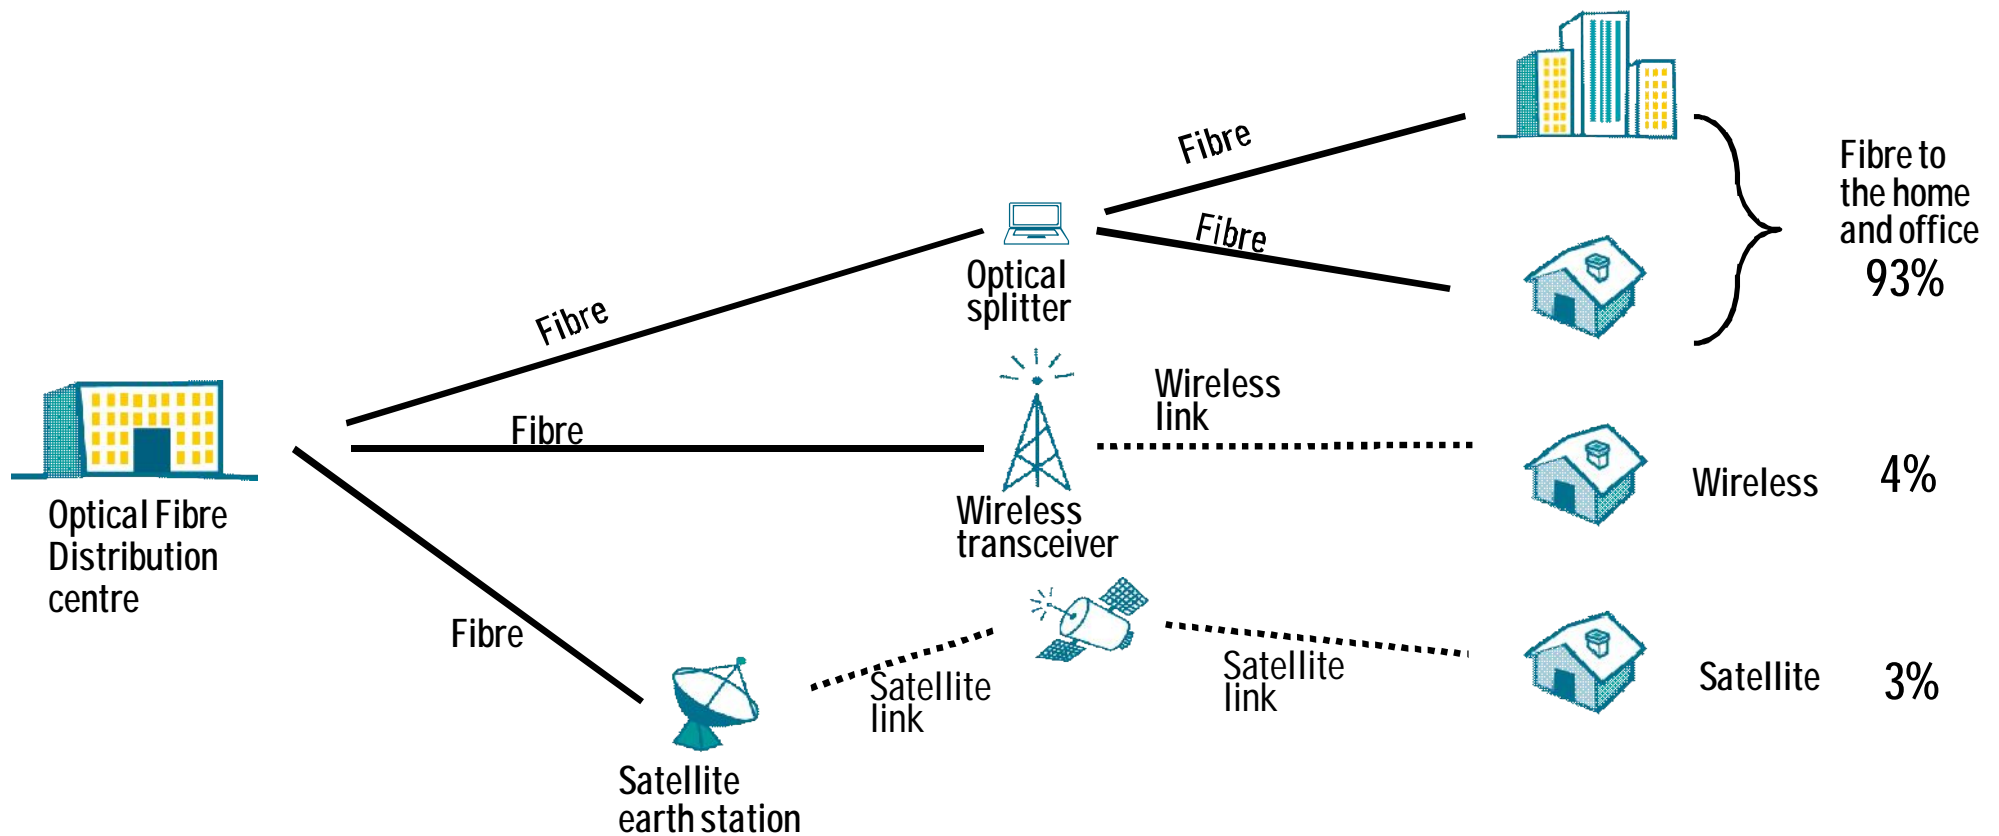 Fibre
Fibre to
the home
and office
93%
Fibre
Optical
splitter
Fibre
Wireless
link
Fibre
Wireless
4%
Optical Fibre
Distribution
centre
Wireless
transceiver
Fibre
Satellite
link
Satellite
link
Satellite
3%
Satellite
earth station